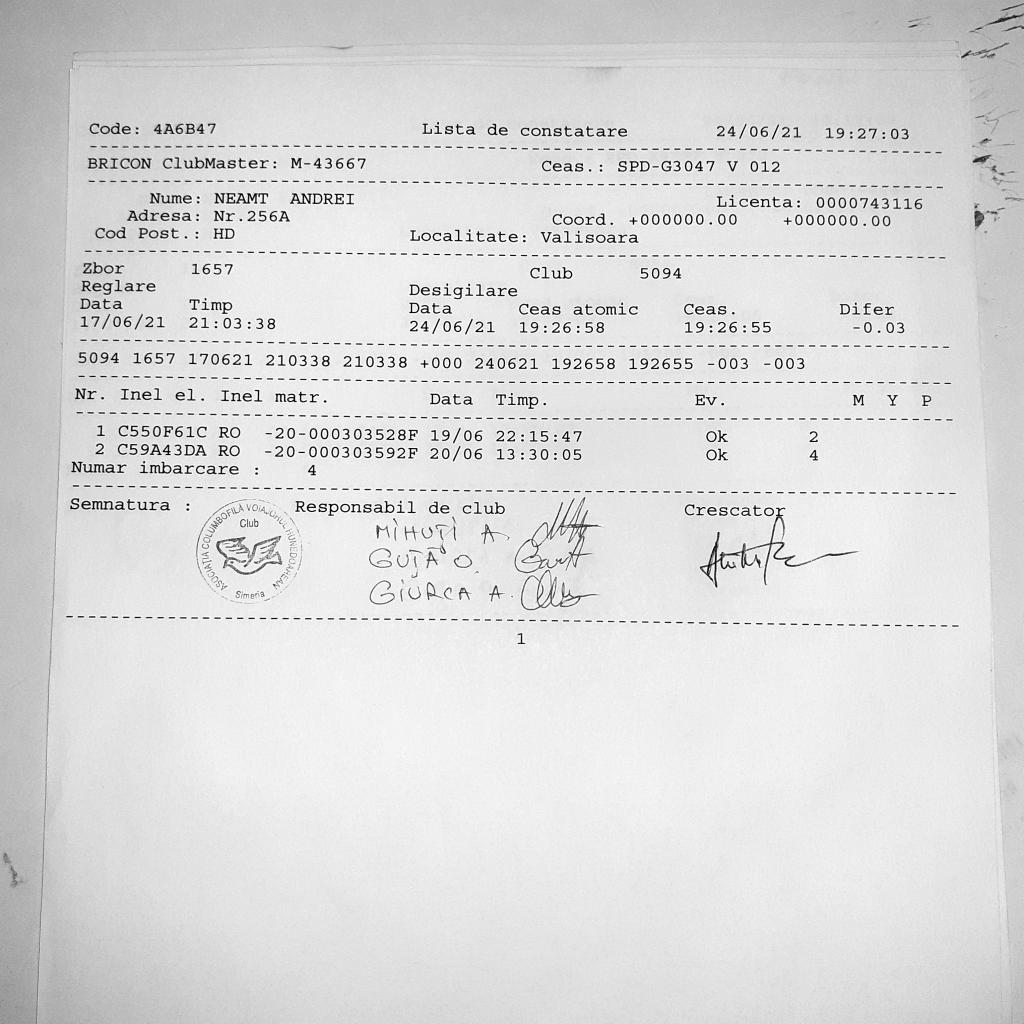 Code: 4A6B47 Lista de constatare 24/06/21 19:27:03
BRICON ClubMaster: M-43667 Ceas.: SPD-G3047 V 012
Nume: NEAMT ANDREI Licenta: 0000743116
Adresa: Nr.256A Coord. +000000.00 +000000.00
Cod Post.: HD Localitate: Valisoara
Zbor 1657 Club 5094
Reglare Desigilare
Data Timp Data Ceas atomic Ceas. Difer
17/06/21 21:03:38 24/06/21 19:26:58 19:26:55 -0.03
5094 1657 170621 210338 210338 +000 240621 192658 192655 -003 -003
Nr. Inel el. Inel matr. Data Timp. Ev. M Y P
1 C550F61C RO -20-000303528F 19/06 22:15:47 Ok 2
2 C59A43DA RO -20-000303592F 20/06 13:30:05 Ok 4
Numar imbarcare : 4
Semnatura : Responsabil de club Crescator
ASOCIAȚIA COLUMBOFILĂ VOIAJORUL HUNEDOREAN
Club
Simeria
MIHUȚI A.
GUȚĂ O.
GIURCA A.
1